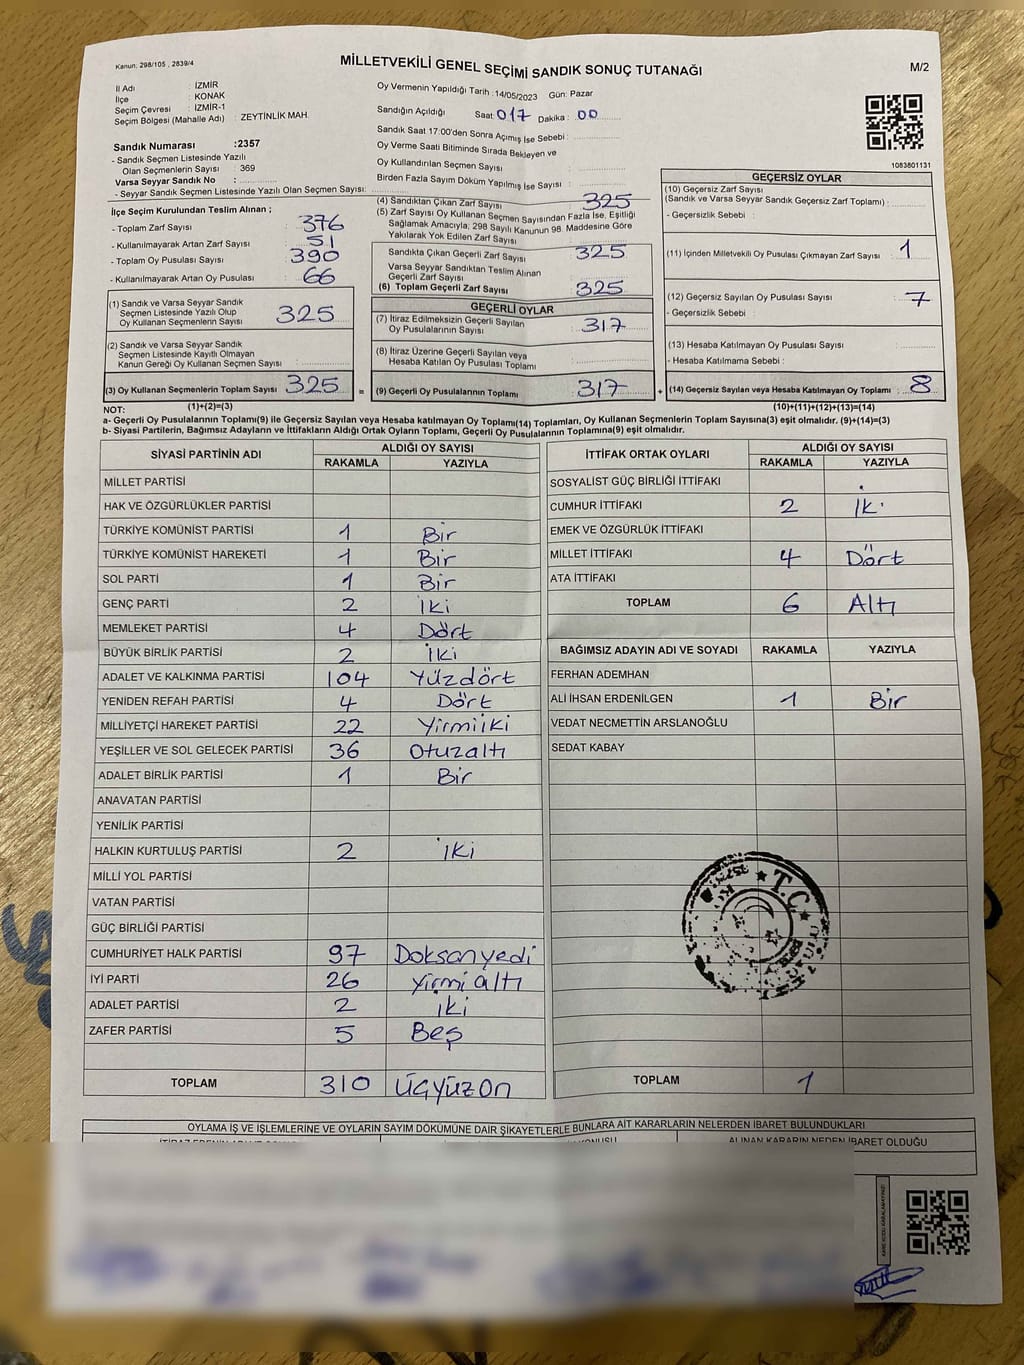 Kanun: 298/105 , 2839/4
MİLLETVEKİLİ GENEL SEÇİMİ SANDIK SONUÇ TUTANAĞI
M/2
İl Adı : İZMİR
İlçe : KONAK
Seçim Çevresi : İZMİR-1
Seçim Bölgesi (Mahalle Adı) : ZEYTİNLİK MAH.
Sandık Numarası :2357
- Sandık Seçmen Listesinde Yazılı
Olan Seçmenlerin Sayısı : 369
Varsa Seyyar Sandık No :
- Seyyar Sandık Seçmen Listesinde Yazılı Olan Seçmen Sayısı:
Oy Vermenin Yapıldığı Tarih :14/05/2023 Gün: Pazar
Sandığın Açıldığı Saat :017 Dakika : 00
Sandık Saat 17:00'den Sonra Açımış İse Sebebi :
Oy Verme Saati Bitiminde Sırada Bekleyen ve
Oy Kullandırılan Seçmen Sayısı :
Birden Fazla Sayım Döküm Yapılmış İse Sayısı :
1083801131
İlçe Seçim Kurulundan Teslim Alınan ;
- Toplam Zarf Sayısı : 376
- Kullanılmayarak Artan Zarf Sayısı : 51
- Toplam Oy Pusulası Sayısı : 390
- Kullanılmayarak Artan Oy Pusulası : 66
(1) Sandık ve Varsa Seyyar Sandık
Seçmen Listesinde Yazılı Olup
Oy Kullanan Seçmenlerin Sayısı : 325
(2) Sandık ve Varsa Seyyar Sandık
Seçmen Listesinde Kayıtlı Olmayan
Kanun Gereği Oy Kullanan Seçmen Sayısı :
(3) Oy Kullanan Seçmenlerin Toplam Sayısı : 325 =
(4) Sandıktan Çıkan Zarf Sayısı : 325
(5) Zarf Sayısı Oy Kullanan Seçmen Sayısından Fazla İse, Eşitliği
Sağlamak Amacıyla; 298 Sayılı Kanunun 98. Maddesine Göre
Yakılarak Yok Edilen Zarf Sayısı :
Sandıkta Çıkan Geçerli Zarf Sayısı : 325
Varsa Seyyar Sandıktan Teslim Alınan
Geçerli Zarf Sayısı :
(6) Toplam Geçerli Zarf Sayısı : 325
GEÇERLİ OYLAR
(7) İtiraz Edilmeksizin Geçerli Sayılan
Oy Pusulalarının Sayısı : 317
(8) İtiraz Üzerine Geçerli Sayılan veya
Hesaba Katılan Oy Pusulası Toplamı :
(9) Geçerli Oy Pusulalarının Toplamı : 317 +
GEÇERSİZ OYLAR
(10) Geçersiz Zarf Sayısı
(Sandık ve Varsa Seyyar Sandık Geçersiz Zarf Toplamı) :
- Geçersizlik Sebebi :
(11) İçinden Milletvekili Oy Pusulası Çıkmayan Zarf Sayısı : 1
(12) Geçersiz Sayılan Oy Pusulası Sayısı : 7
- Geçersizlik Sebebi :
(13) Hesaba Katılmayan Oy Pusulası Sayısı :
- Hesaba Katılmama Sebebi :
(14) Geçersiz Sayılan veya Hesaba Katılmayan Oy Toplamı : 8
NOT: (1)+(2)=(3) (10)+(11)+(12)+(13)=(14)
a- Geçerli Oy Pusulalarının Toplamı(9) ile Geçersiz Sayılan veya Hesaba katılmayan Oy Toplamı(14) Toplamları, Oy Kullanan Seçmenlerin Toplam Sayısına(3) eşit olmalıdır. (9)+(14)=(3)
b- Siyasi Partilerin, Bağımsız Adayların ve İttifakların Aldığı Ortak Oyların Toplam, Geçerli Oy Pusulalarının Toplamına(9) eşit olmalıdır.
SİYASİ PARTİNİN ADI ALDIĞI OY SAYISI
RAKAMLA YAZIYLA
MİLLET PARTİSİ
HAK VE ÖZGÜRLÜKLER PARTİSİ
TÜRKİYE KOMÜNİST PARTİSİ 1 Bir
TÜRKİYE KOMÜNİST HAREKETİ 1 Bir
SOL PARTİ 1 Bir
GENÇ PARTİ 2 İki
MEMLEKET PARTİSİ 4 Dört
BÜYÜK BİRLİK PARTİSİ 2 İki
ADALET VE KALKINMA PARTİSİ 104 Yüzdört
YENİDEN REFAH PARTİSİ 4 Dört
MİLLİYETÇİ HAREKET PARTİSİ 22 Yirmiiki
YEŞİLLER VE SOL GELECEK PARTİSİ 36 Otuzaltı
ADALET BİRLİK PARTİSİ 1 Bir
ANAVATAN PARTİSİ
YENİLİK PARTİSİ
HALKIN KURTULUŞ PARTİSİ 2 İki
MİLLİ YOL PARTİSİ
VATAN PARTİSİ
GÜÇ BİRLİĞİ PARTİSİ
CUMHURİYET HALK PARTİSİ 97 Doksanyedi
İYİ PARTİ 26 Yirmialtı
ADALET PARTİSİ 2 iki
ZAFER PARTİSİ 5 Beş
TOPLAM 310 ÜÇYÜZON
İTTİFAK ORTAK OYLARI ALDIĞI OY SAYISI
RAKAMLA YAZIYLA
SOSYALİST GÜÇ BİRLİĞİ İTTİFAKI
CUMHUR İTTİFAKI 2 İki
EMEK VE ÖZGÜRLÜK İTTİFAKI
MİLLET İTTİFAKI 4 Dört
ATA İTTİFAKI
TOPLAM 6 Altı
BAĞIMSIZ ADAYIN ADI VE SOYADI RAKAMLA YAZIYLA
FERHAN ADEMHAN
ALİ İHSAN ERDENİLGEN 1 Bir
VEDAT NECMETTİN ARSLANOĞLU
SEDAT KABAY
T.C.
TOPLAM 1
OYLAMA İŞ VE İŞLEMLERİNE VE OYLARIN SAYIM DÖKÜMÜNE DAİR ŞİKAYETLERLE BUNLARA AİT KARARLARIN NELERDEN İBARET BULUNDUKLARI
ALINAN KARARIN NEDEN İBARET OLDUĞU